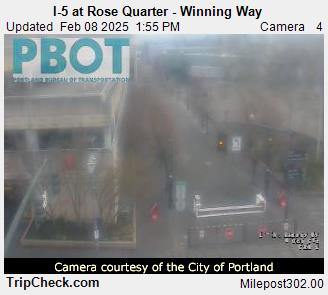 I-5 at Rose Quarter - Winning Way
Updated Feb 08 2025 1:55 PM Camera 4
PBOT
PORTLAND BUREAU OF TRANSPORTATION
Camera courtesy of the City of Portland
TripCheck.com Milepost302.00